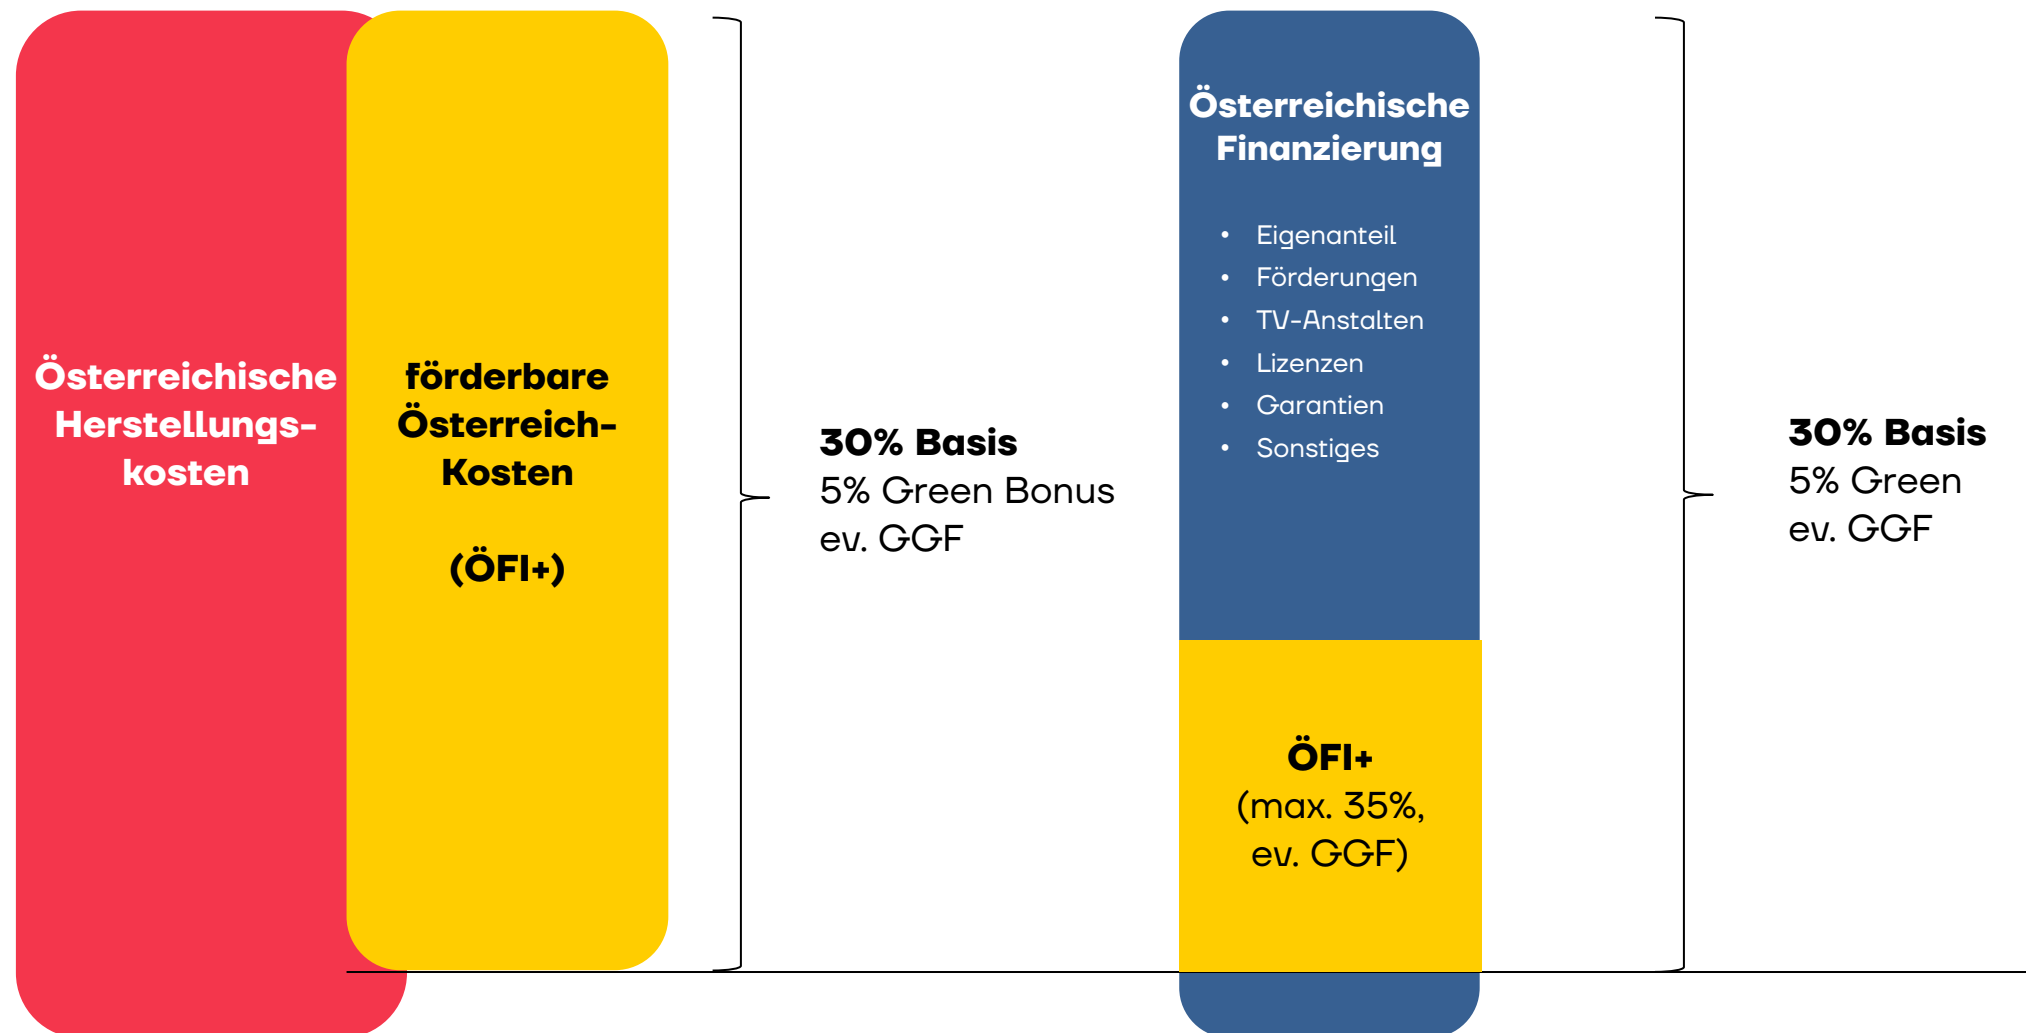 Österreichische
Herstellungs-
kosten
förderbare
Österreich-
Kosten
(ÖFI+)
30% Basis
5% Green Bonus
ev. GGF
Österreichische
Finanzierung
• Eigenanteil
• Förderungen
• TV-Anstalten
• Lizenzen
• Garantien
• Sonstiges
ÖFI+
(max. 35%,
ev. GGF)
30% Basis
5% Green
ev. GGF